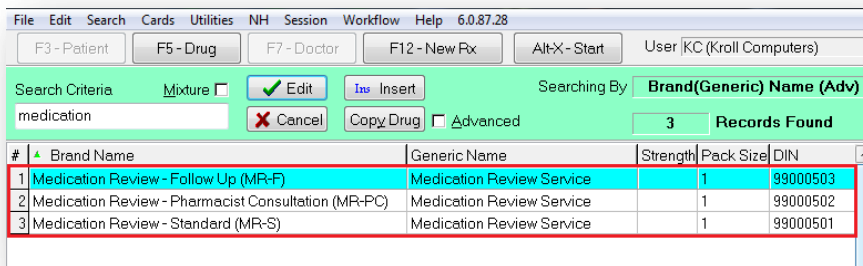 File Edit Search Cards Utilities NH Session Workflow Help 6.0.87.28
F3 - Patient F5 - Drug F7 - Doctor F12 - New Rx Alt-X - Start User KC (Kroll Computers)
Search Criteria Mixture Edit Ins Insert Searching By Brand(Generic) Name (Adv)
medication Cancel Copy Drug Advanced 3 Records Found
# Brand Name Generic Name Strength Pack Size DIN
1 Medication Review - Follow Up (MR-F) Medication Review Service 1 99000503
2 Medication Review - Pharmacist Consultation (MR-PC) Medication Review Service 1 99000502
3 Medication Review - Standard (MR-S) Medication Review Service 1 99000501